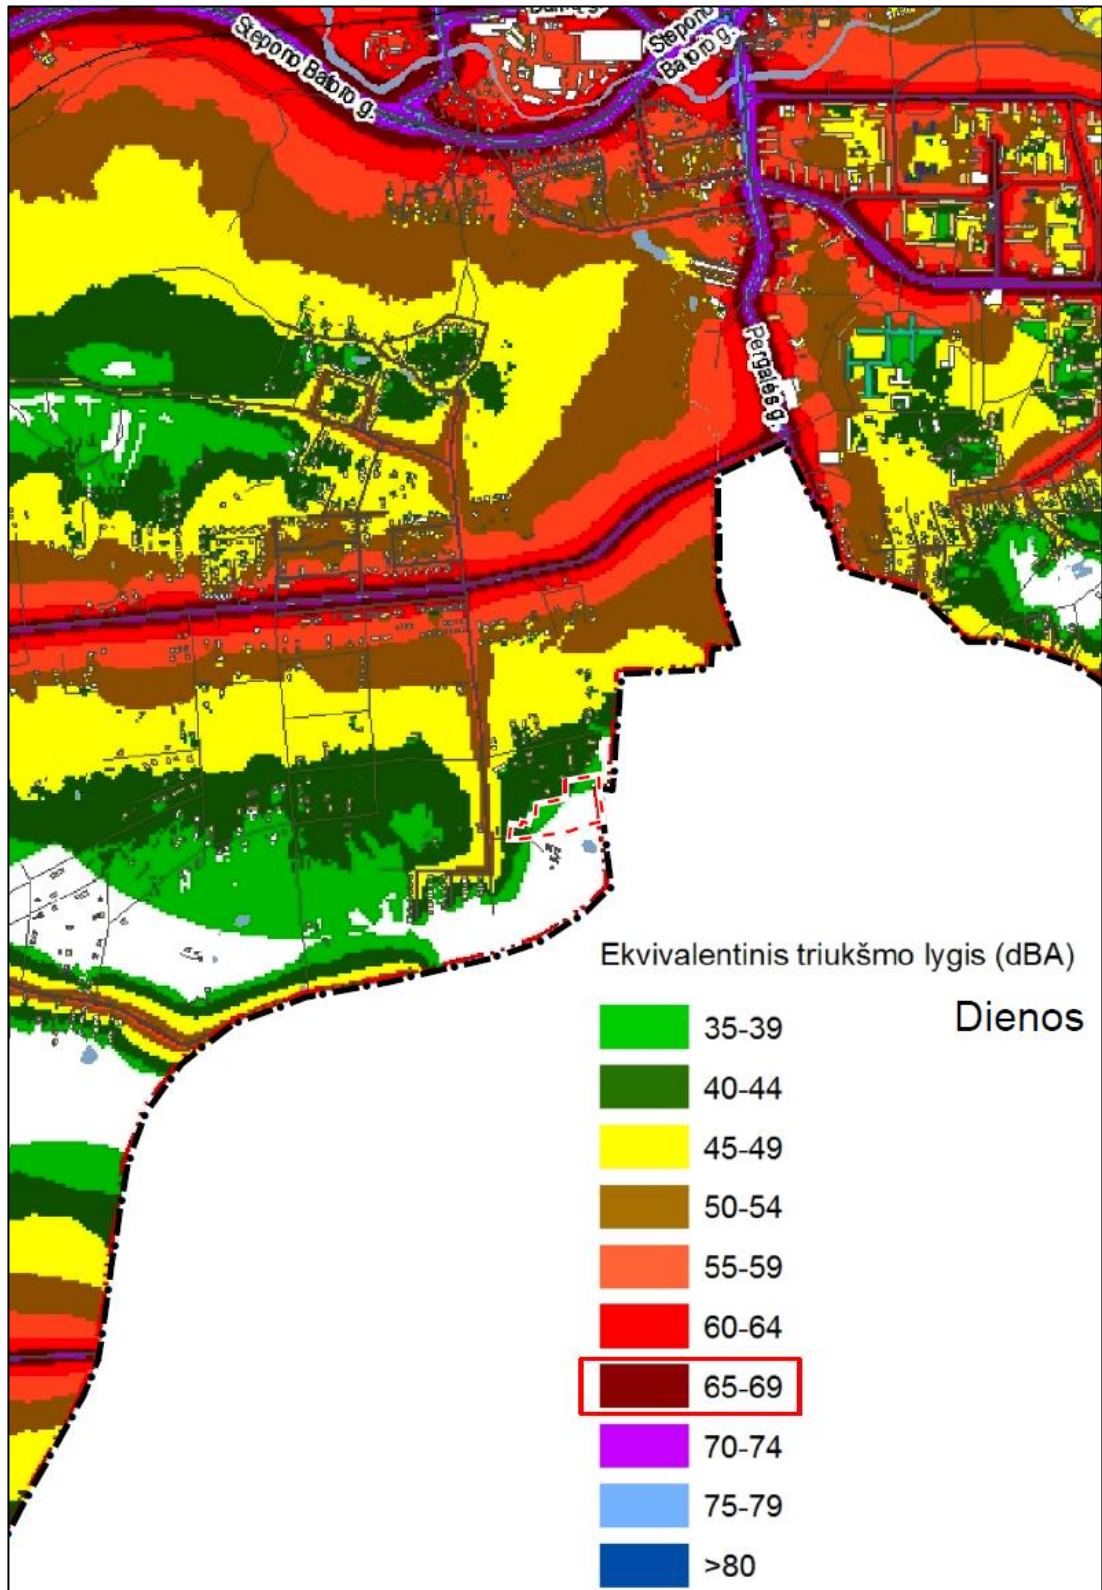 Stepono Batoro g.
Stepono
Batoro g.
Pergalės g.
Ekvivalentinis triukšmo lygis (dBA)
Dienos
35-39
40-44
45-49
50-54
55-59
60-64
65-69
70-74
75-79
>80